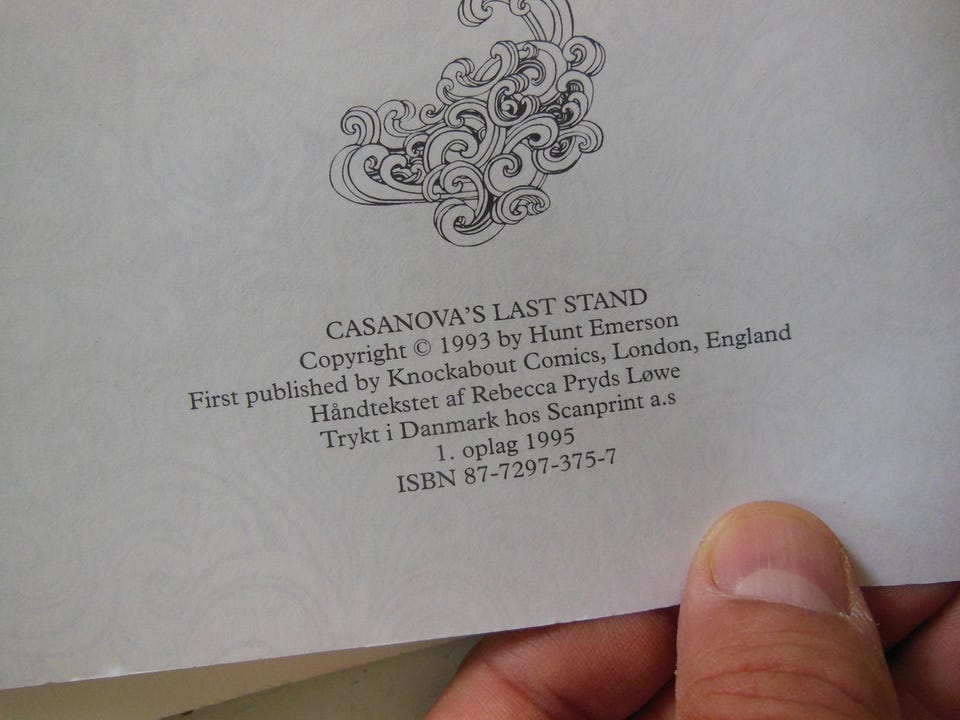 CASANOVA'S LAST STAND
Copyright © 1993 by Hunt Emerson
First published by Knockabout Comics, London, England
Håndtekstet af Rebecca Pryds Løwe
Trykt i Danmark hos Scanprint a.s
1. oplag 1995
ISBN 87-7297-375-7